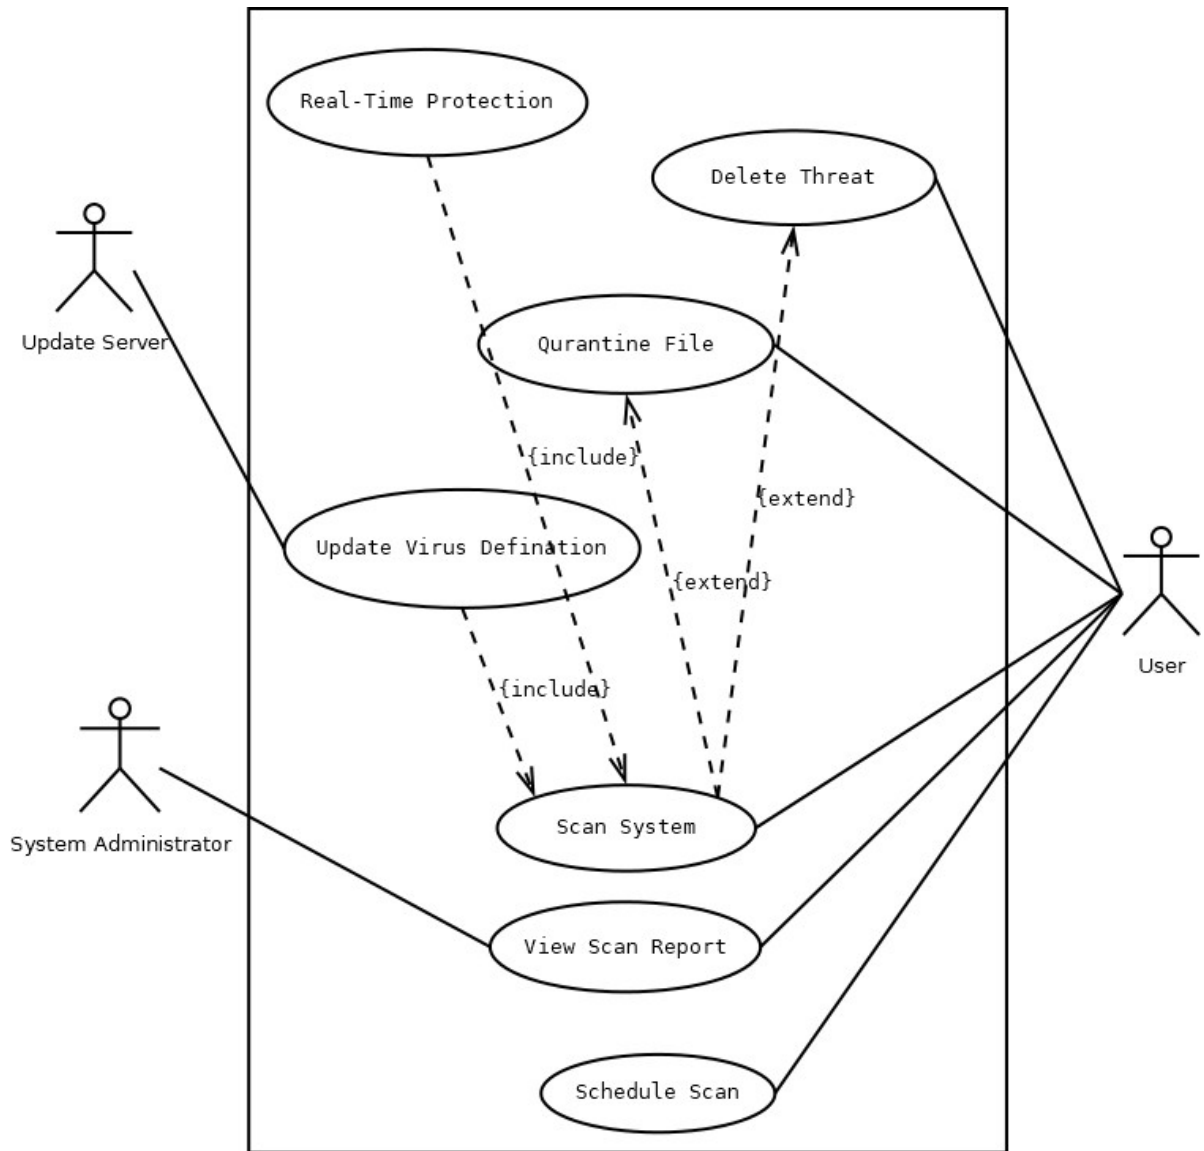 Real-Time Protection
Delete Threat
Update Server
Qurantine File
{include}
{extend}
Update Virus Defination
{extend}
User
{include}
Scan System
System Administrator
View Scan Report
Schedule Scan